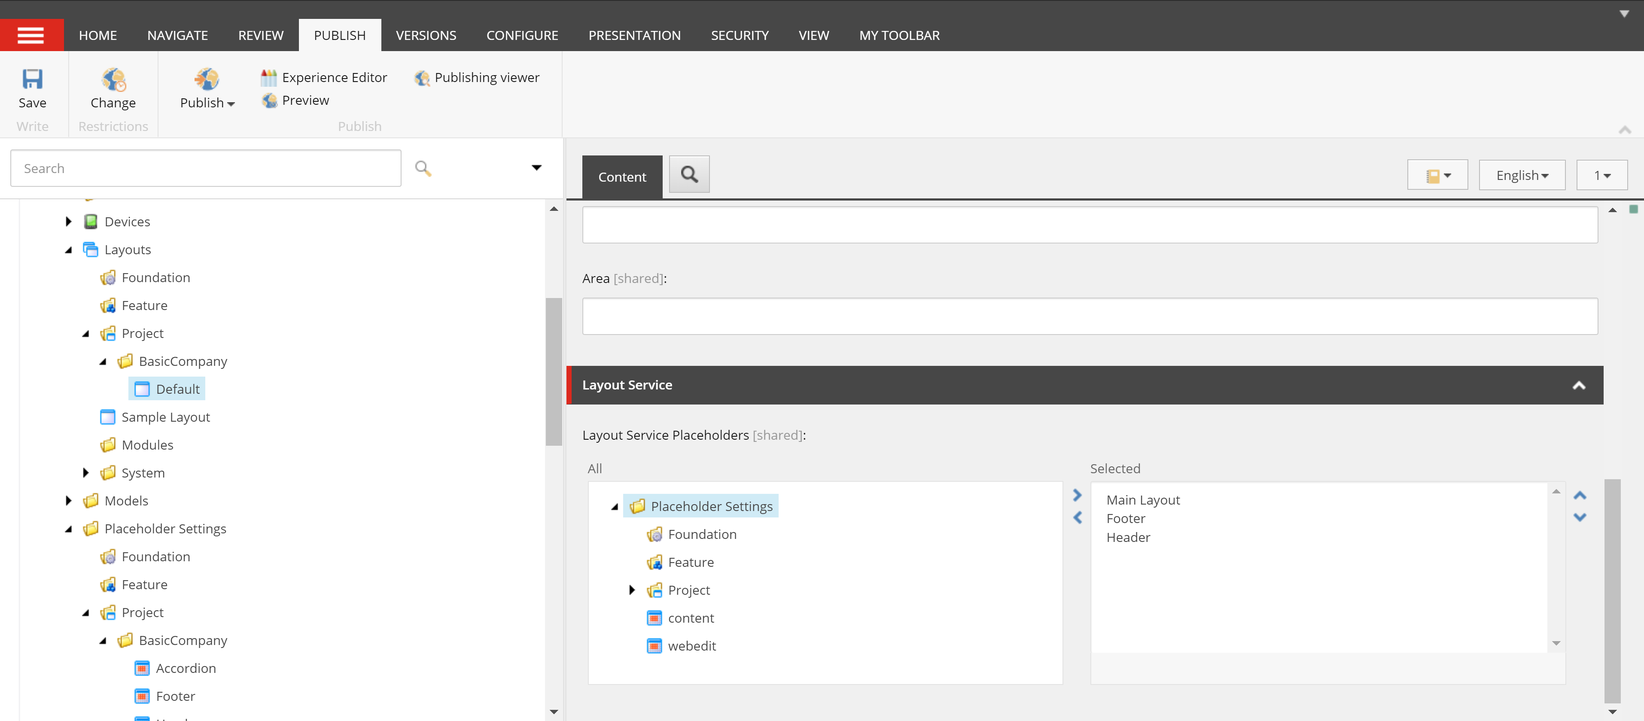 HOME NAVIGATE REVIEW PUBLISH VERSIONS CONFIGURE PRESENTATION SECURITY VIEW MY TOOLBAR
Save
Write
Change
Restrictions
Publish
Experience Editor
Preview
Publishing viewer
Publish
Search
Devices
Layouts
Foundation
Feature
Project
BasicCompany
Default
Sample Layout
Modules
System
Models
Placeholder Settings
Foundation
Feature
Project
BasicCompany
Accordion
Footer
Content
English
1
Area [shared]:
Layout Service
Layout Service Placeholders [shared]:
All
Placeholder Settings
Foundation
Feature
Project
content
webedit
Selected
Main Layout
Footer
Header